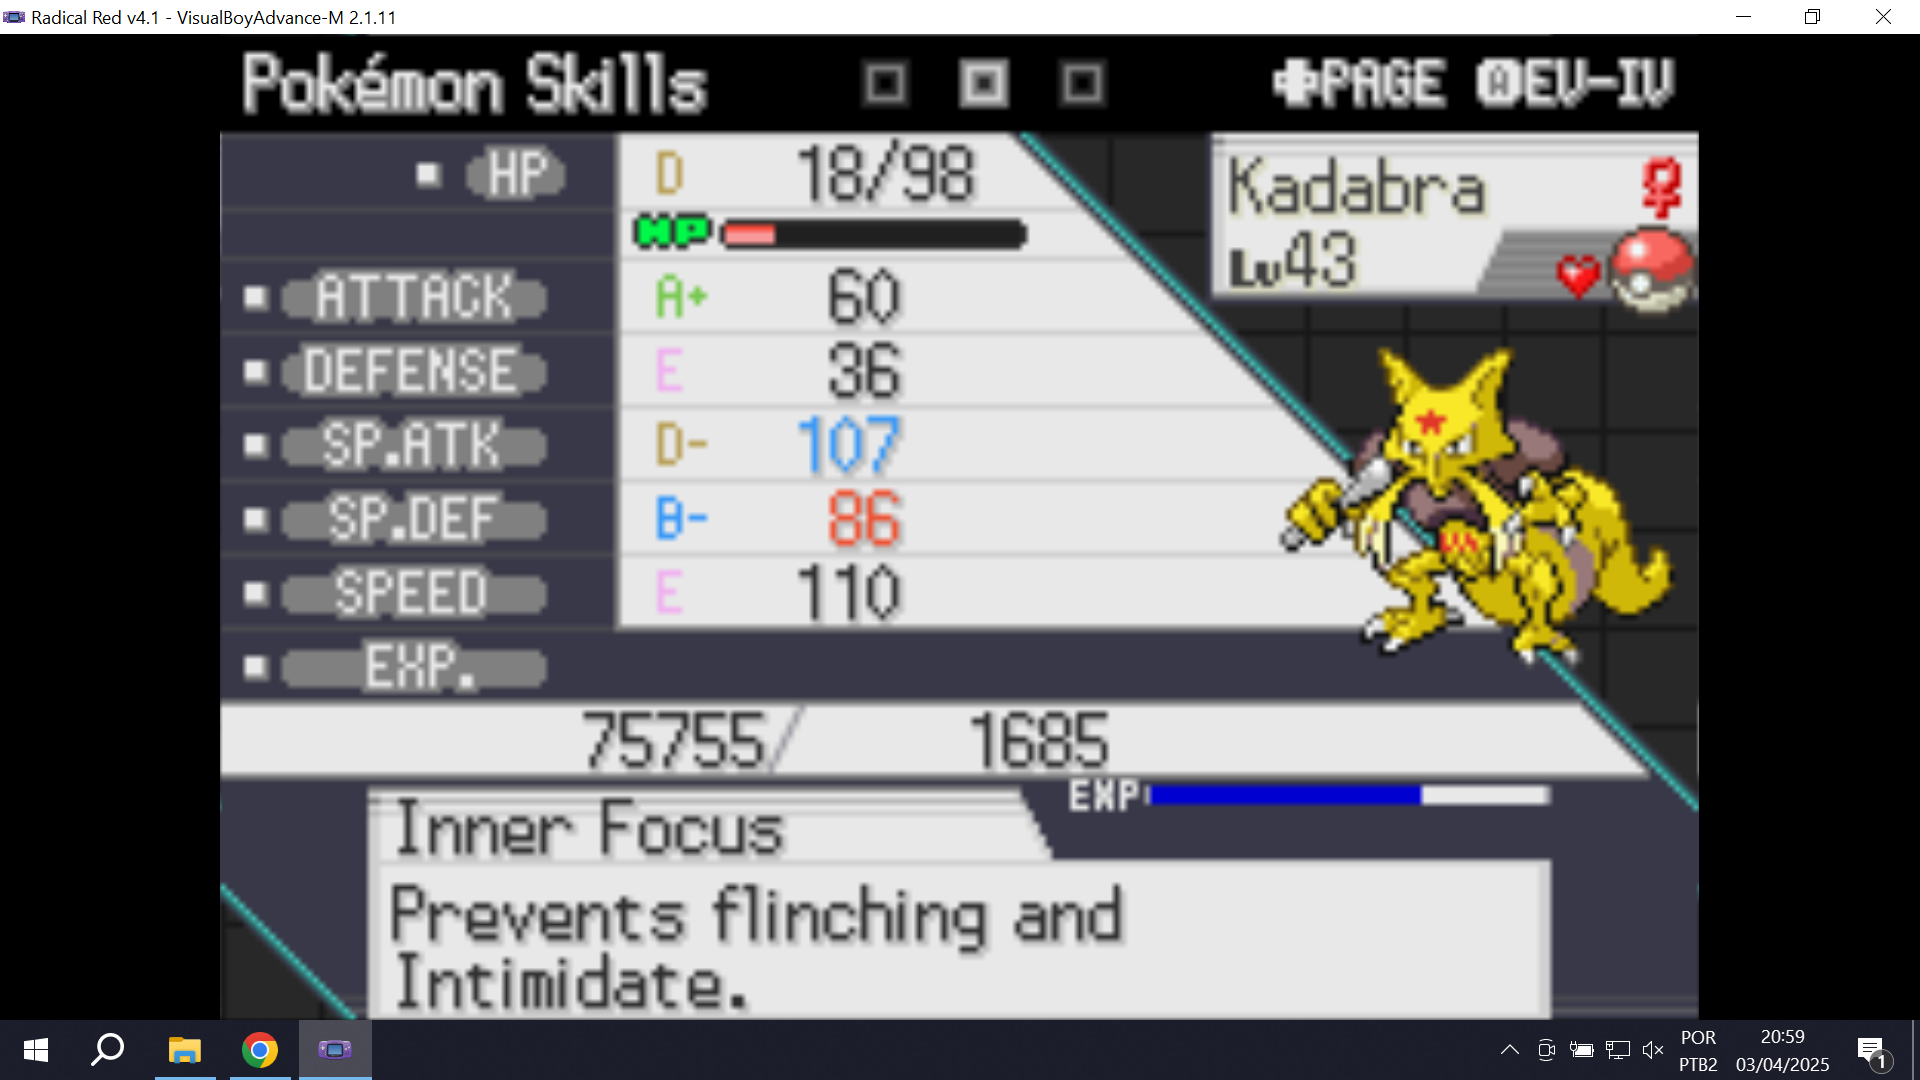 Radical Red v4.1 - VisualBoyAdvance-M 2.1.11
Pokémon Skills
PAGE A EV-IV
HP D 18/98
HP
Kadabra ♀
Lv43
ATTACK A+ 60
DEFENSE E 36
SP.ATK D- 107
SP.DEF B- 86
SPEED E 110
EXP.
75755/ 1685
EXP
Inner Focus
Prevents flinching and
Intimidate.
POR
PTB2
20:59
03/04/2025
1